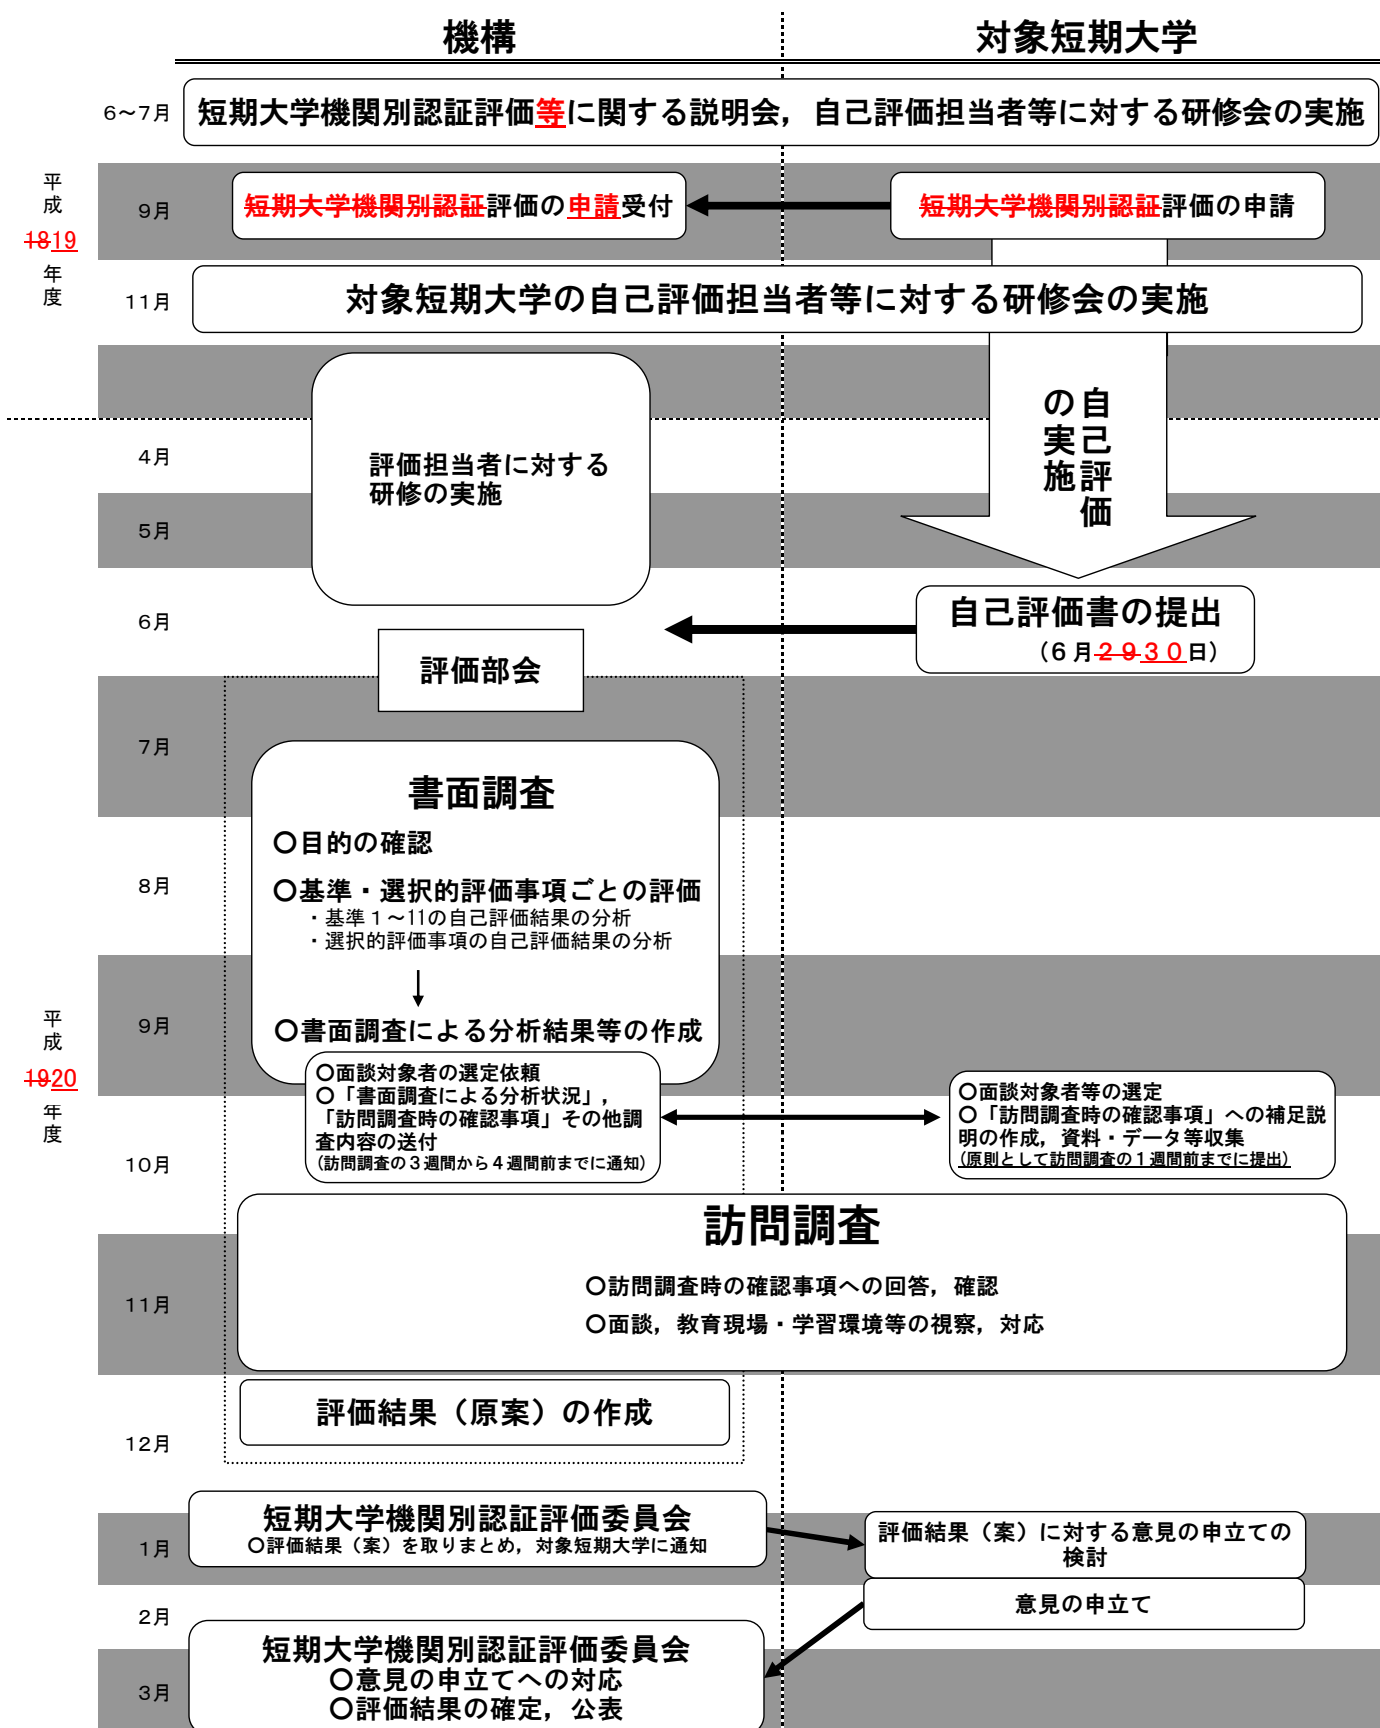 機構
対象短期大学
6～7月
短期大学機関別認証評価等に関する説明会，自己評価担当者等に対する研修会の実施
平成
1819
年度
9月
短期大学機関別認証評価の申請受付
短期大学機関別認証評価の申請
11月
対象短期大学の自己評価担当者等に対する研修会の実施
自己評価
の実施
4月
評価担当者に対する
研修の実施
5月
6月
自己評価書の提出
（6月２９３０日）
評価部会
7月
書面調査
○目的の確認
8月
○基準・選択的評価事項ごとの評価
・基準１～11の自己評価結果の分析
・選択的評価事項の自己評価結果の分析
平成
1920
年度
9月
○書面調査による分析結果等の作成
○面談対象者の選定依頼
○「書面調査による分析状況」，
「訪問調査時の確認事項」その他調
査内容の送付
(訪問調査の３週間から４週間前までに通知)
○面談対象者等の選定
○「訪問調査時の確認事項」への補足説
明の作成，資料・データ等収集
(原則として訪問調査の１週間前までに提出)
10月
訪問調査
○訪問調査時の確認事項への回答，確認
11月
○面談，教育現場・学習環境等の視察，対応
評価結果（原案）の作成
12月
短期大学機関別認証評価委員会
○評価結果（案）を取りまとめ，対象短期大学に通知
1月
評価結果（案）に対する意見の申立ての
検討
意見の申立て
2月
短期大学機関別認証評価委員会
○意見の申立てへの対応
○評価結果の確定，公表
3月